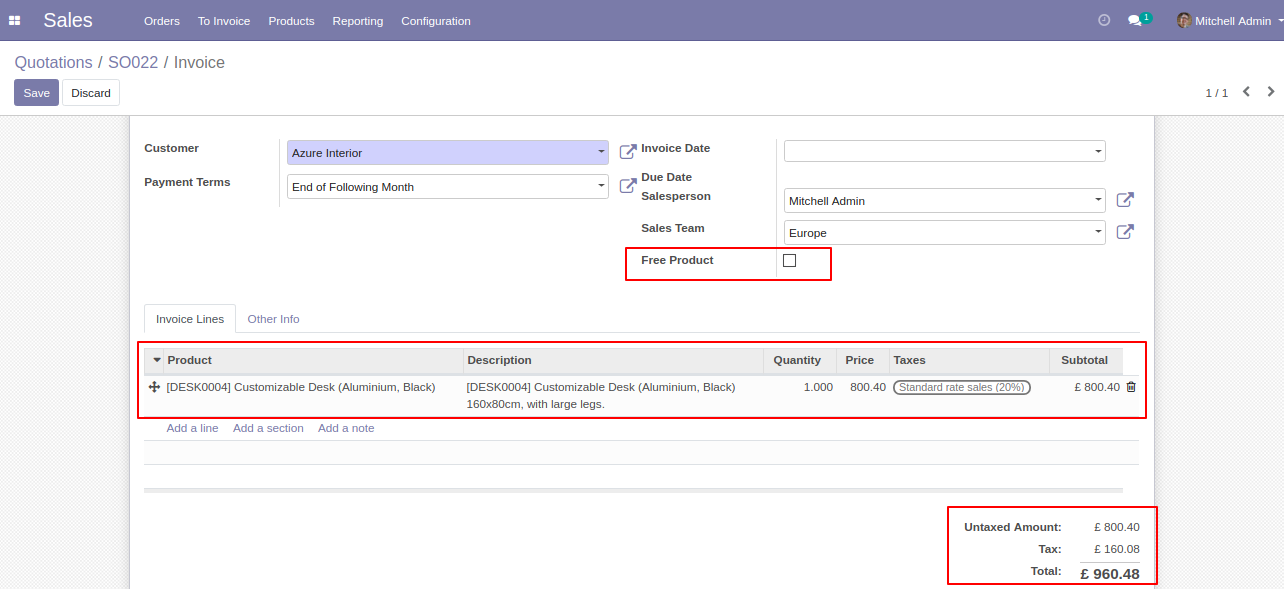 Sales Orders To Invoice Products Reporting Configuration 1 Mitchell Admin
Quotations / SO022 / Invoice
Save Discard 1 / 1
Customer Azure Interior Invoice Date
Payment Terms End of Following Month Due Date
Salesperson Mitchell Admin
Sales Team Europe
Free Product
Invoice Lines Other Info
Product Description Quantity Price Taxes Subtotal
[DESK0004] Customizable Desk (Aluminium, Black) [DESK0004] Customizable Desk (Aluminium, Black) 1.000 800.40 Standard rate sales (20%) £ 800.40
160x80cm, with large legs.
Add a line Add a section Add a note
Untaxed Amount: £ 800.40
Tax: £ 160.08
Total: £ 960.48